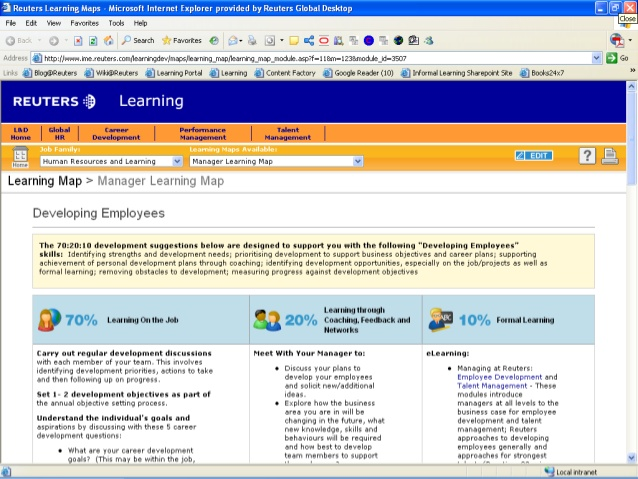 Reuters Learning Maps - Microsoft Internet Explorer provided by Reuters Global Desktop
Close
File Edit View Favorites Tools Help
Back Search Favorites
Address http://www.ime.reuters.com/learningdev/maps/learning_map/learning_map_module.asp?f=11&m=123&module_id=3507 Go
Links Blog@Reuters Wiki@Reuters Learning Portal Learning Content Factory Google Reader (10) Informal Learning Sharepoint Site Books24x7
REUTERS Learning
L&D Home Global HR Career Development Performance Management Talent Management
Job Family: Learning Maps Available:
Home Human Resources and Learning Manager Learning Map EDIT ?
Learning Map > Manager Learning Map
Developing Employees
The 70:20:10 development suggestions below are designed to support you with the following "Developing Employees"
skills: Identifying strengths and development needs; prioritising development to support business objectives and career plans; supporting
achievement of personal development plans through coaching; identifying development opportunities, especially on the job/projects as well as
formal learning; removing obstacles to development; measuring progress against development objectives
70% Learning On the Job
20% Learning through
Coaching, Feedback and
Networks
ABC 10% Formal Learning
Carry out regular development discussions
with each member of your team. This involves
identifying development priorities, actions to take
and then following up on progress.
Set 1- 2 development objectives as part of
the annual objective setting process.
Understand the individual's goals and
aspirations by discussing with these 5 career
development questions:
• What are your career development
goals? (This may be within the job,
Meet With Your Manager to:
• Discuss your plans to
develop your employees
and solicit new/additional
ideas.
• Explore how the business
area you are in will be
changing in the future, what
new knowledge, skills and
behaviours will be required
and how best to develop
team members to support
eLearning:
• Managing at Reuters:
Employee Development and
Talent Management - These
modules introduce
managers at all levels to the
business case for employee
development and talent
management; Reuters
approaches to developing
employees generally and
approaches for strongest
Local intranet